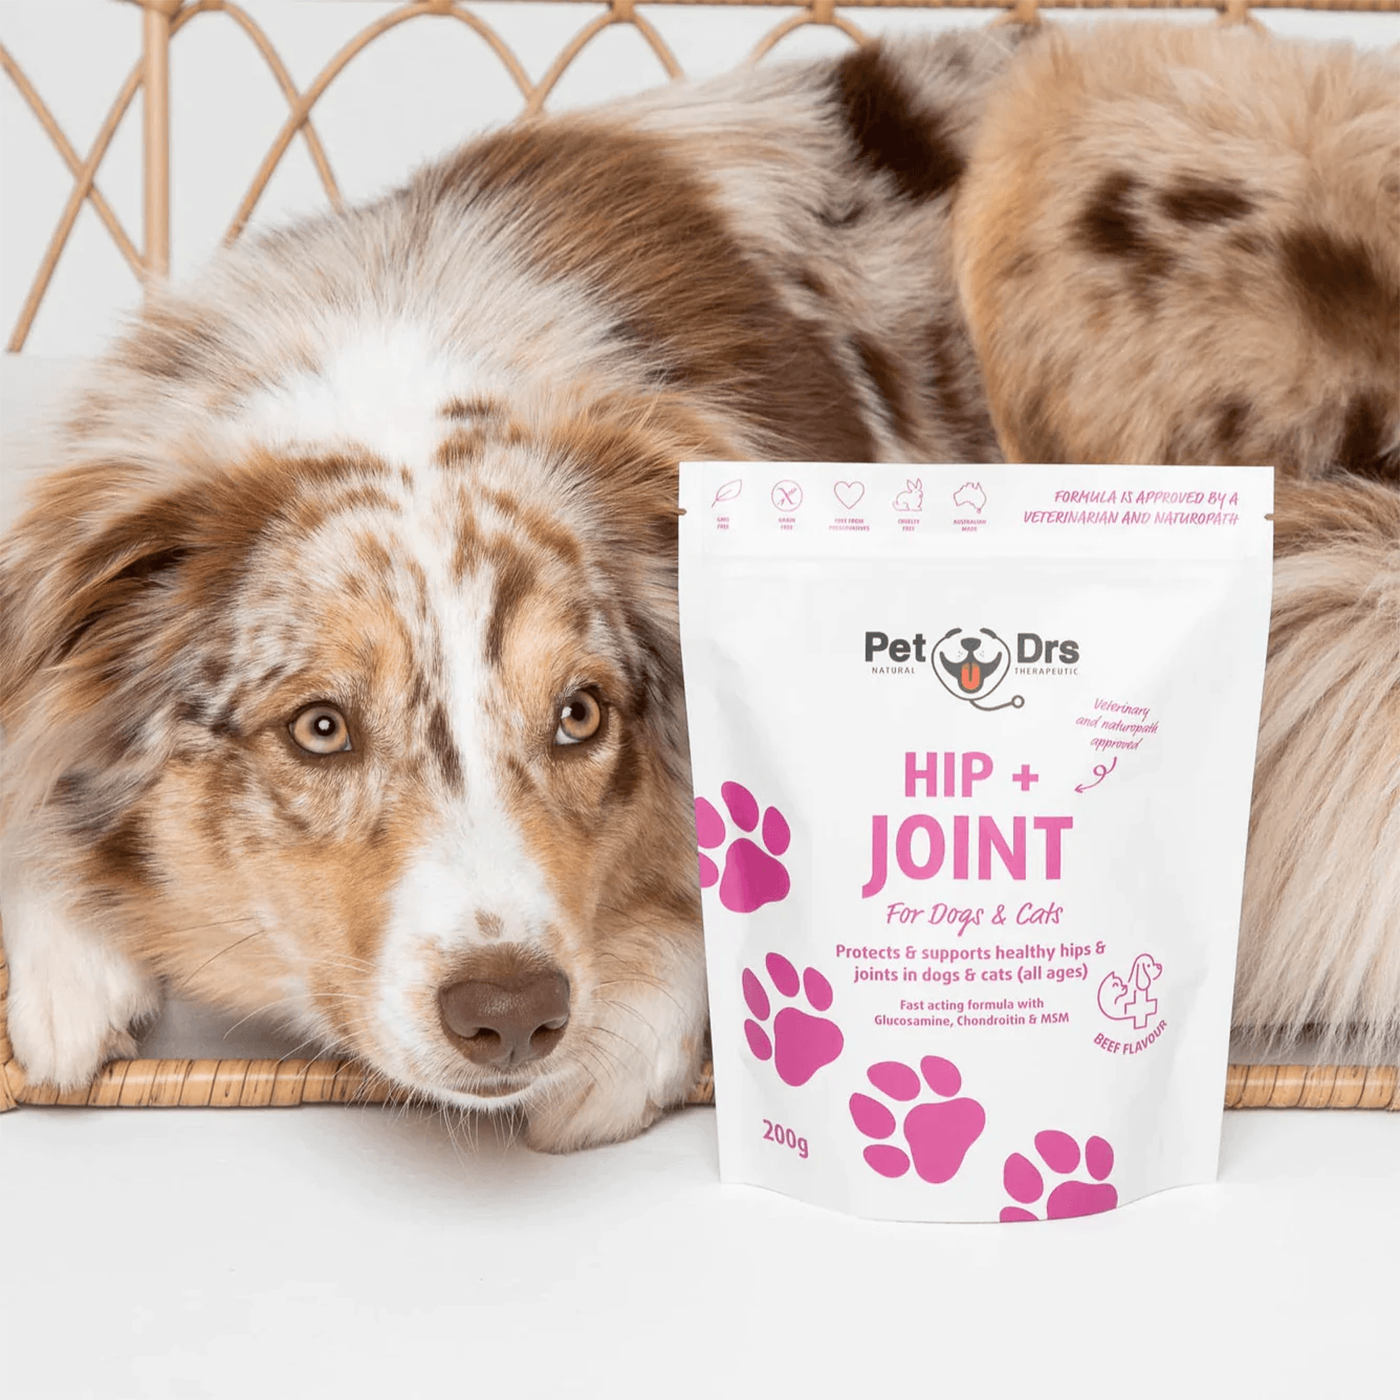 GMO
FREE
GRAIN
FREE
FREE FROM
PRESERVATIVES
CRUELTY
FREE
AUSTRALIAN
MADE
FORMULA IS APPROVED BY A
VETERINARIAN AND NATUROPATH
Pet Drs
NATURAL THERAPEUTIC
Veterinary
and naturopath
approved
HIP +
JOINT
For Dogs & Cats
Protects & supports healthy hips &
joints in dogs & cats (all ages)
Fast acting formula with
Glucosamine, Chondroitin & MSM
BEEF FLAVOUR
200g